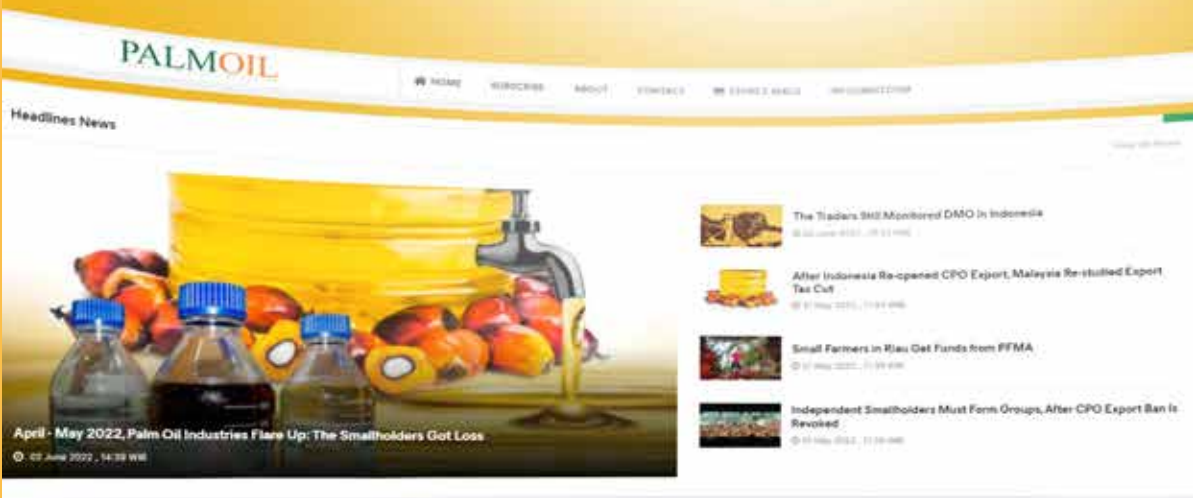 PALMOIL
HOME SUBSCRIBE ABOUT CONTACT
Headlines News
The Traders Still Monitored DMO in Indonesia
After Indonesia Re-opened CPO Export, Malaysia Re-studied Export
Tax Cut
Small Farmers in Riau Get Funds from PFMA
Independent Smallholders Must Form Groups, After CPO Export Ban Is
Revoked
April - May 2022, Palm Oil Industries Flare Up: The Smallholders Got Loss
02 June 2022, 14:39 WIB